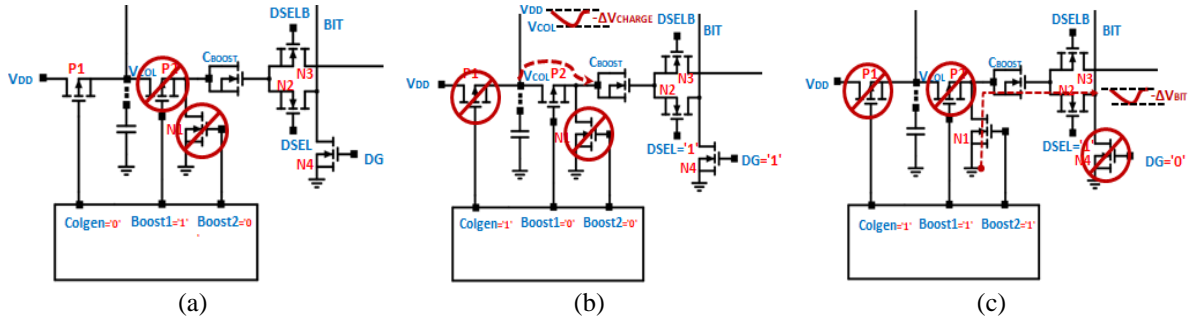 DSELB
BIT
P1
VDD
VCOL
P2
CBOOST
N2
N3
N1
DSEL
N4
DG
Colgen='0' Boost1='1' Boost2='0
(a)
VDD
VCOL
-ΔVCHARGE
DSELB
BIT
P1
VDD
VCOL P2
CBOOST
N3
N2
N1
DSEL='1'
N4
DG='1'
Colgen='1' Boost1='0' Boost2='0'
(b)
DSELB
BIT
P1
VDD
VCOL
P2
CBOOST
N3
N2
-ΔVBIT
N1
DSEL='1'
N4
DG='0'
Colgen='1' Boost1='1' Boost2='1'
(c)